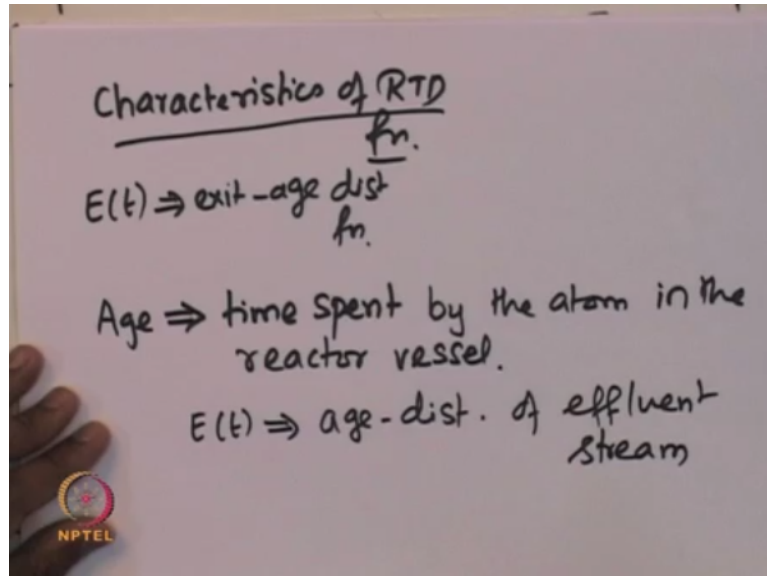 Characteristics of RTD
fn.
E(t) ⇒ exit-age dist
fn.
Age ⇒ time spent by the atom in the
reactor vessel.
E(t) ⇒ age-dist. of effluent
stream
NPTEL